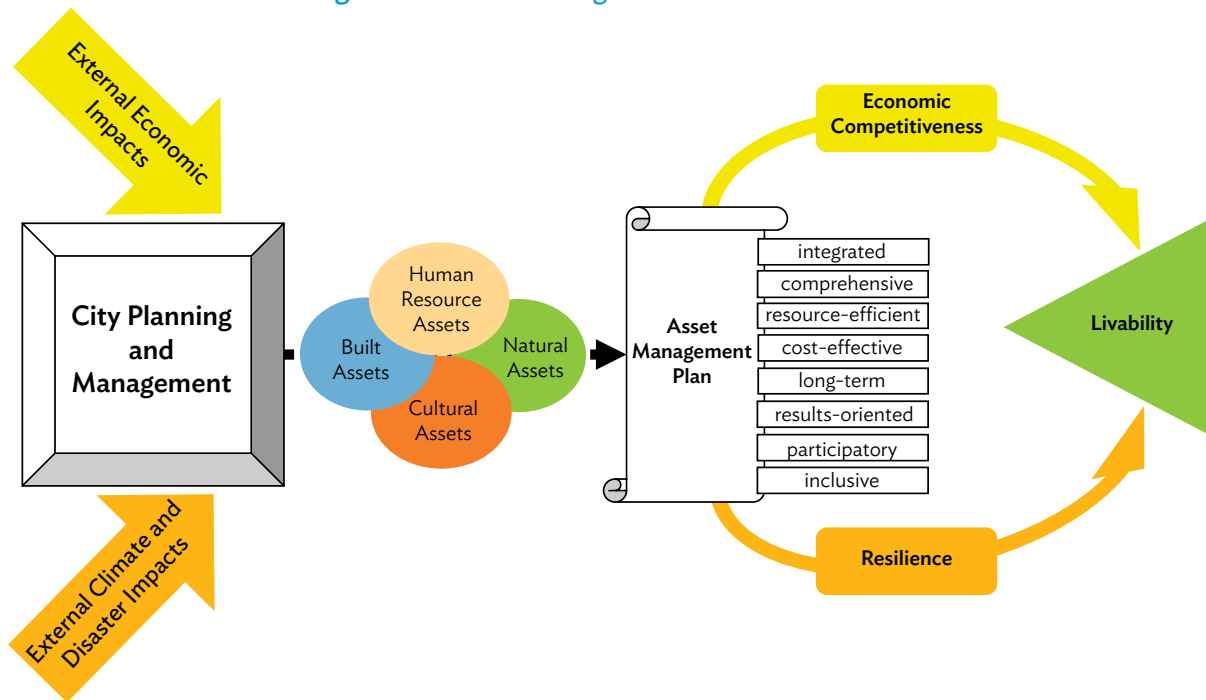 External Economic
Impacts
Economic
Competitiveness
City Planning
and
Management
Human
Resource
Assets
Built
Assets
Natural
Assets
Cultural
Assets
Asset
Management
Plan
integrated
comprehensive
resource-efficient
cost-effective
long-term
results-oriented
participatory
inclusive
Livability
External Climate and
Disaster Impacts
Resilience